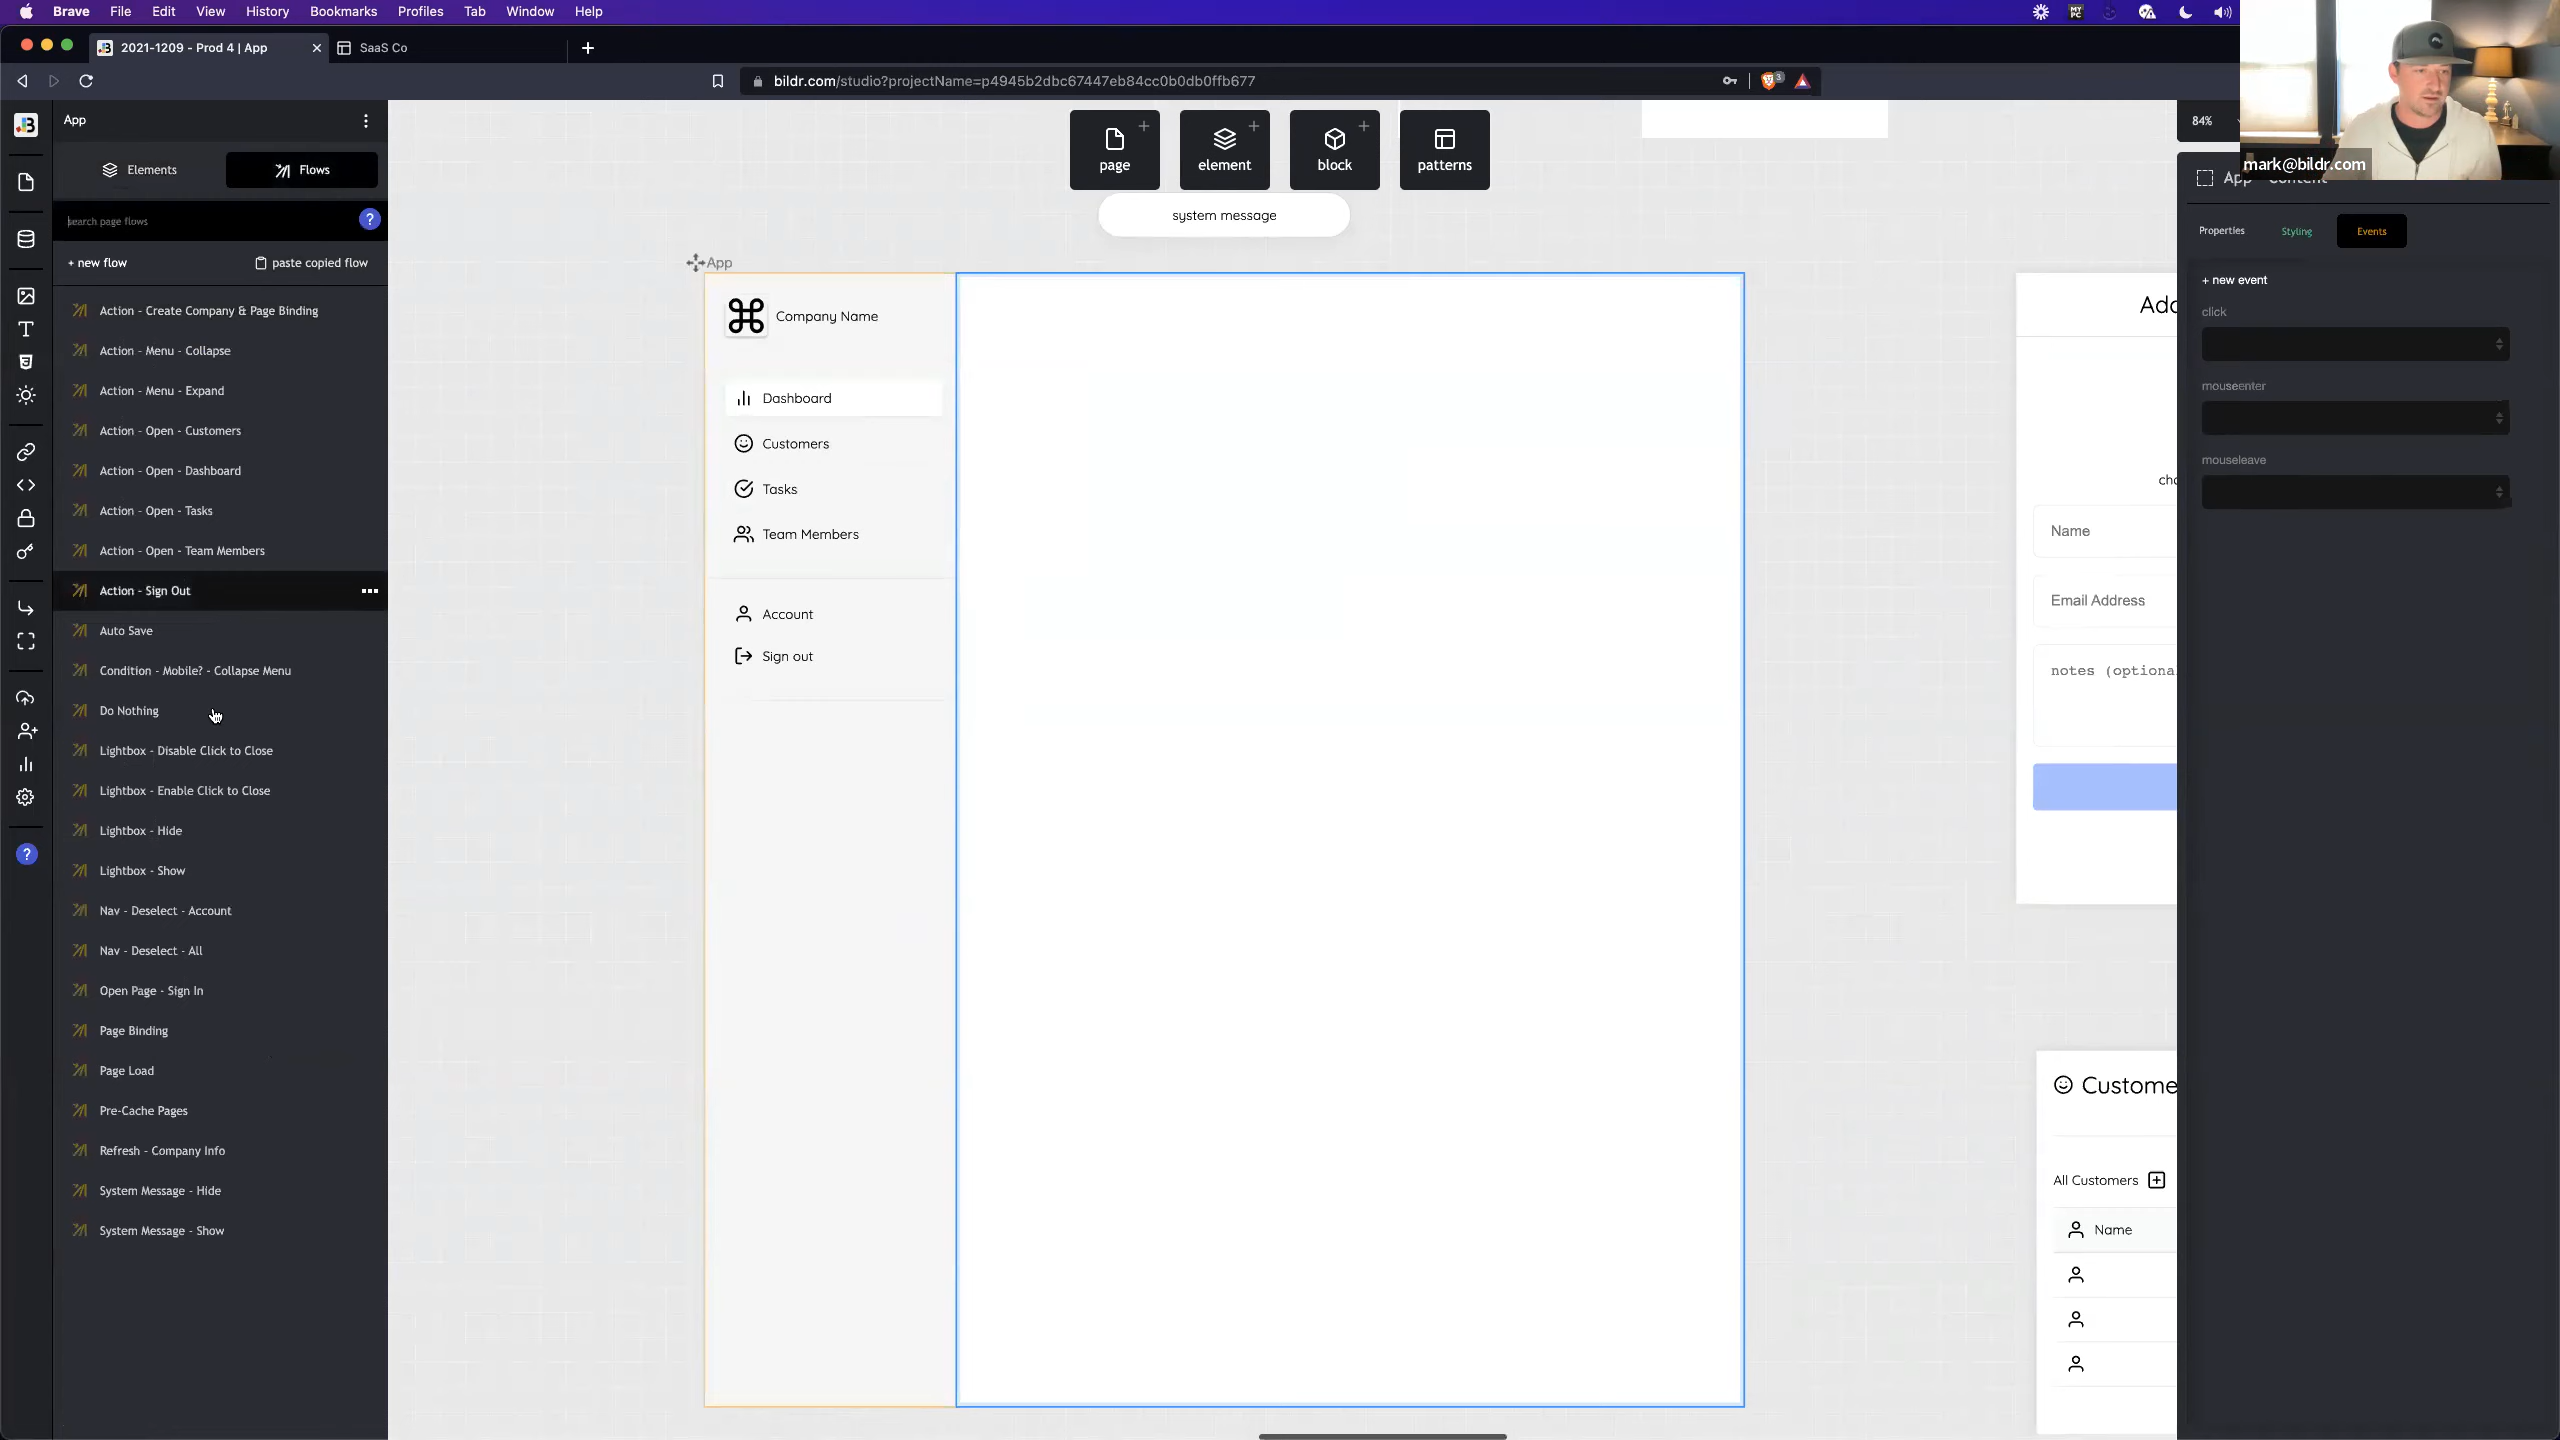 Brave File Edit View History Bookmarks Profiles Tab Window Help
2021-1209 - Prod 4 | App
SaaS Co
bildr.com/studio?projectName=p4945b2dbc67447eb84cc0b0db0ffb677
3
MY PC
App
Elements
Flows
search page flows
?
+ new flow
paste copied flow
Action - Create Company & Page Binding
Action - Menu - Collapse
Action - Menu - Expand
Action - Open - Customers
Action - Open - Dashboard
Action - Open - Tasks
Action - Open - Team Members
Action - Sign Out
Auto Save
Condition - Mobile? - Collapse Menu
Do Nothing
Lightbox - Disable Click to Close
Lightbox - Enable Click to Close
Lightbox - Hide
Lightbox - Show
Nav - Deselect - Account
Nav - Deselect - All
Open Page - Sign In
Page Binding
Page Load
Pre-Cache Pages
Refresh - Company Info
System Message - Hide
System Message - Show
?
page
element
block
patterns
system message
App
Company Name
Dashboard
Customers
Tasks
Team Members
Account
Sign out
Name
Email Address
notes (optional
All Customers
Name
84%
mark@bildr.com
App - Content
Properties
Styling
Events
+ new event
click
mouseenter
mouseleave